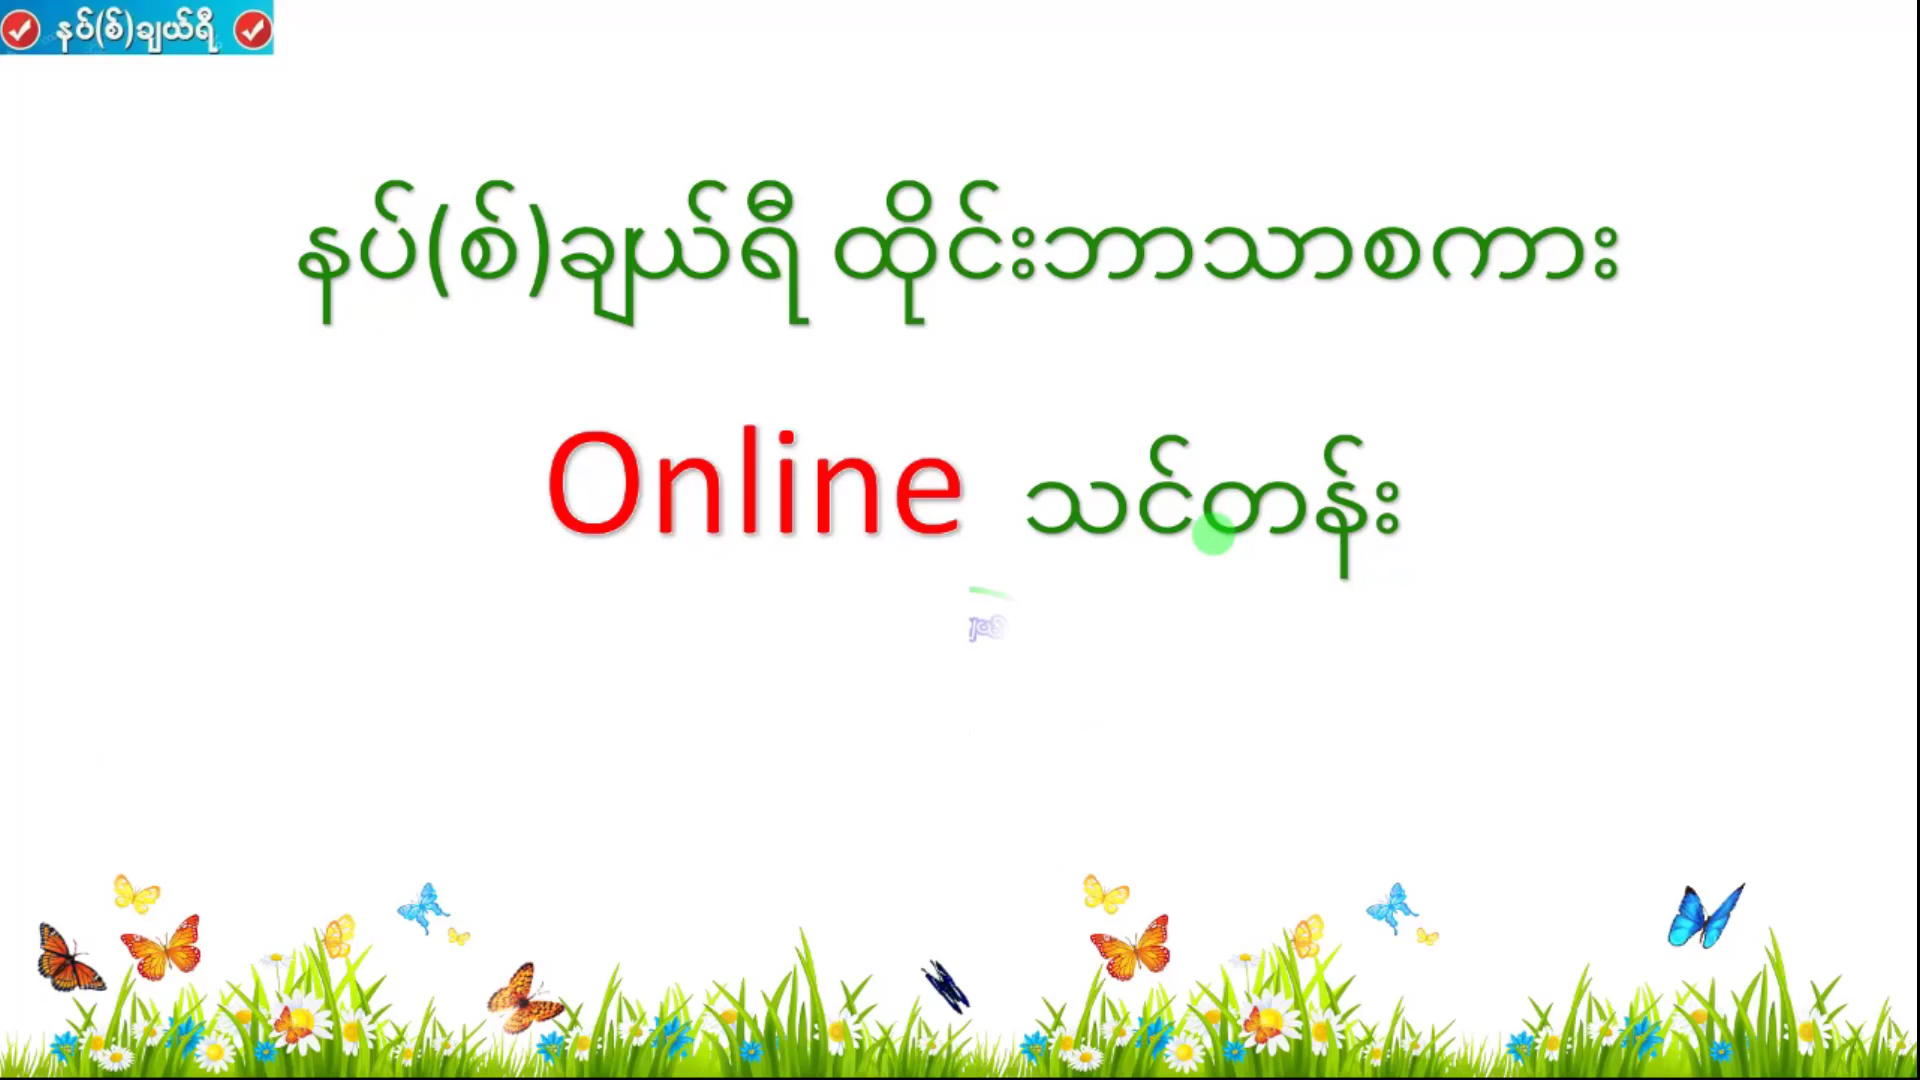 နပ်(စ်)ချယ်ရီ
နပ်(စ်)ချယ်ရီ ထိုင်းဘာသာစကား
Online သင်တန်း